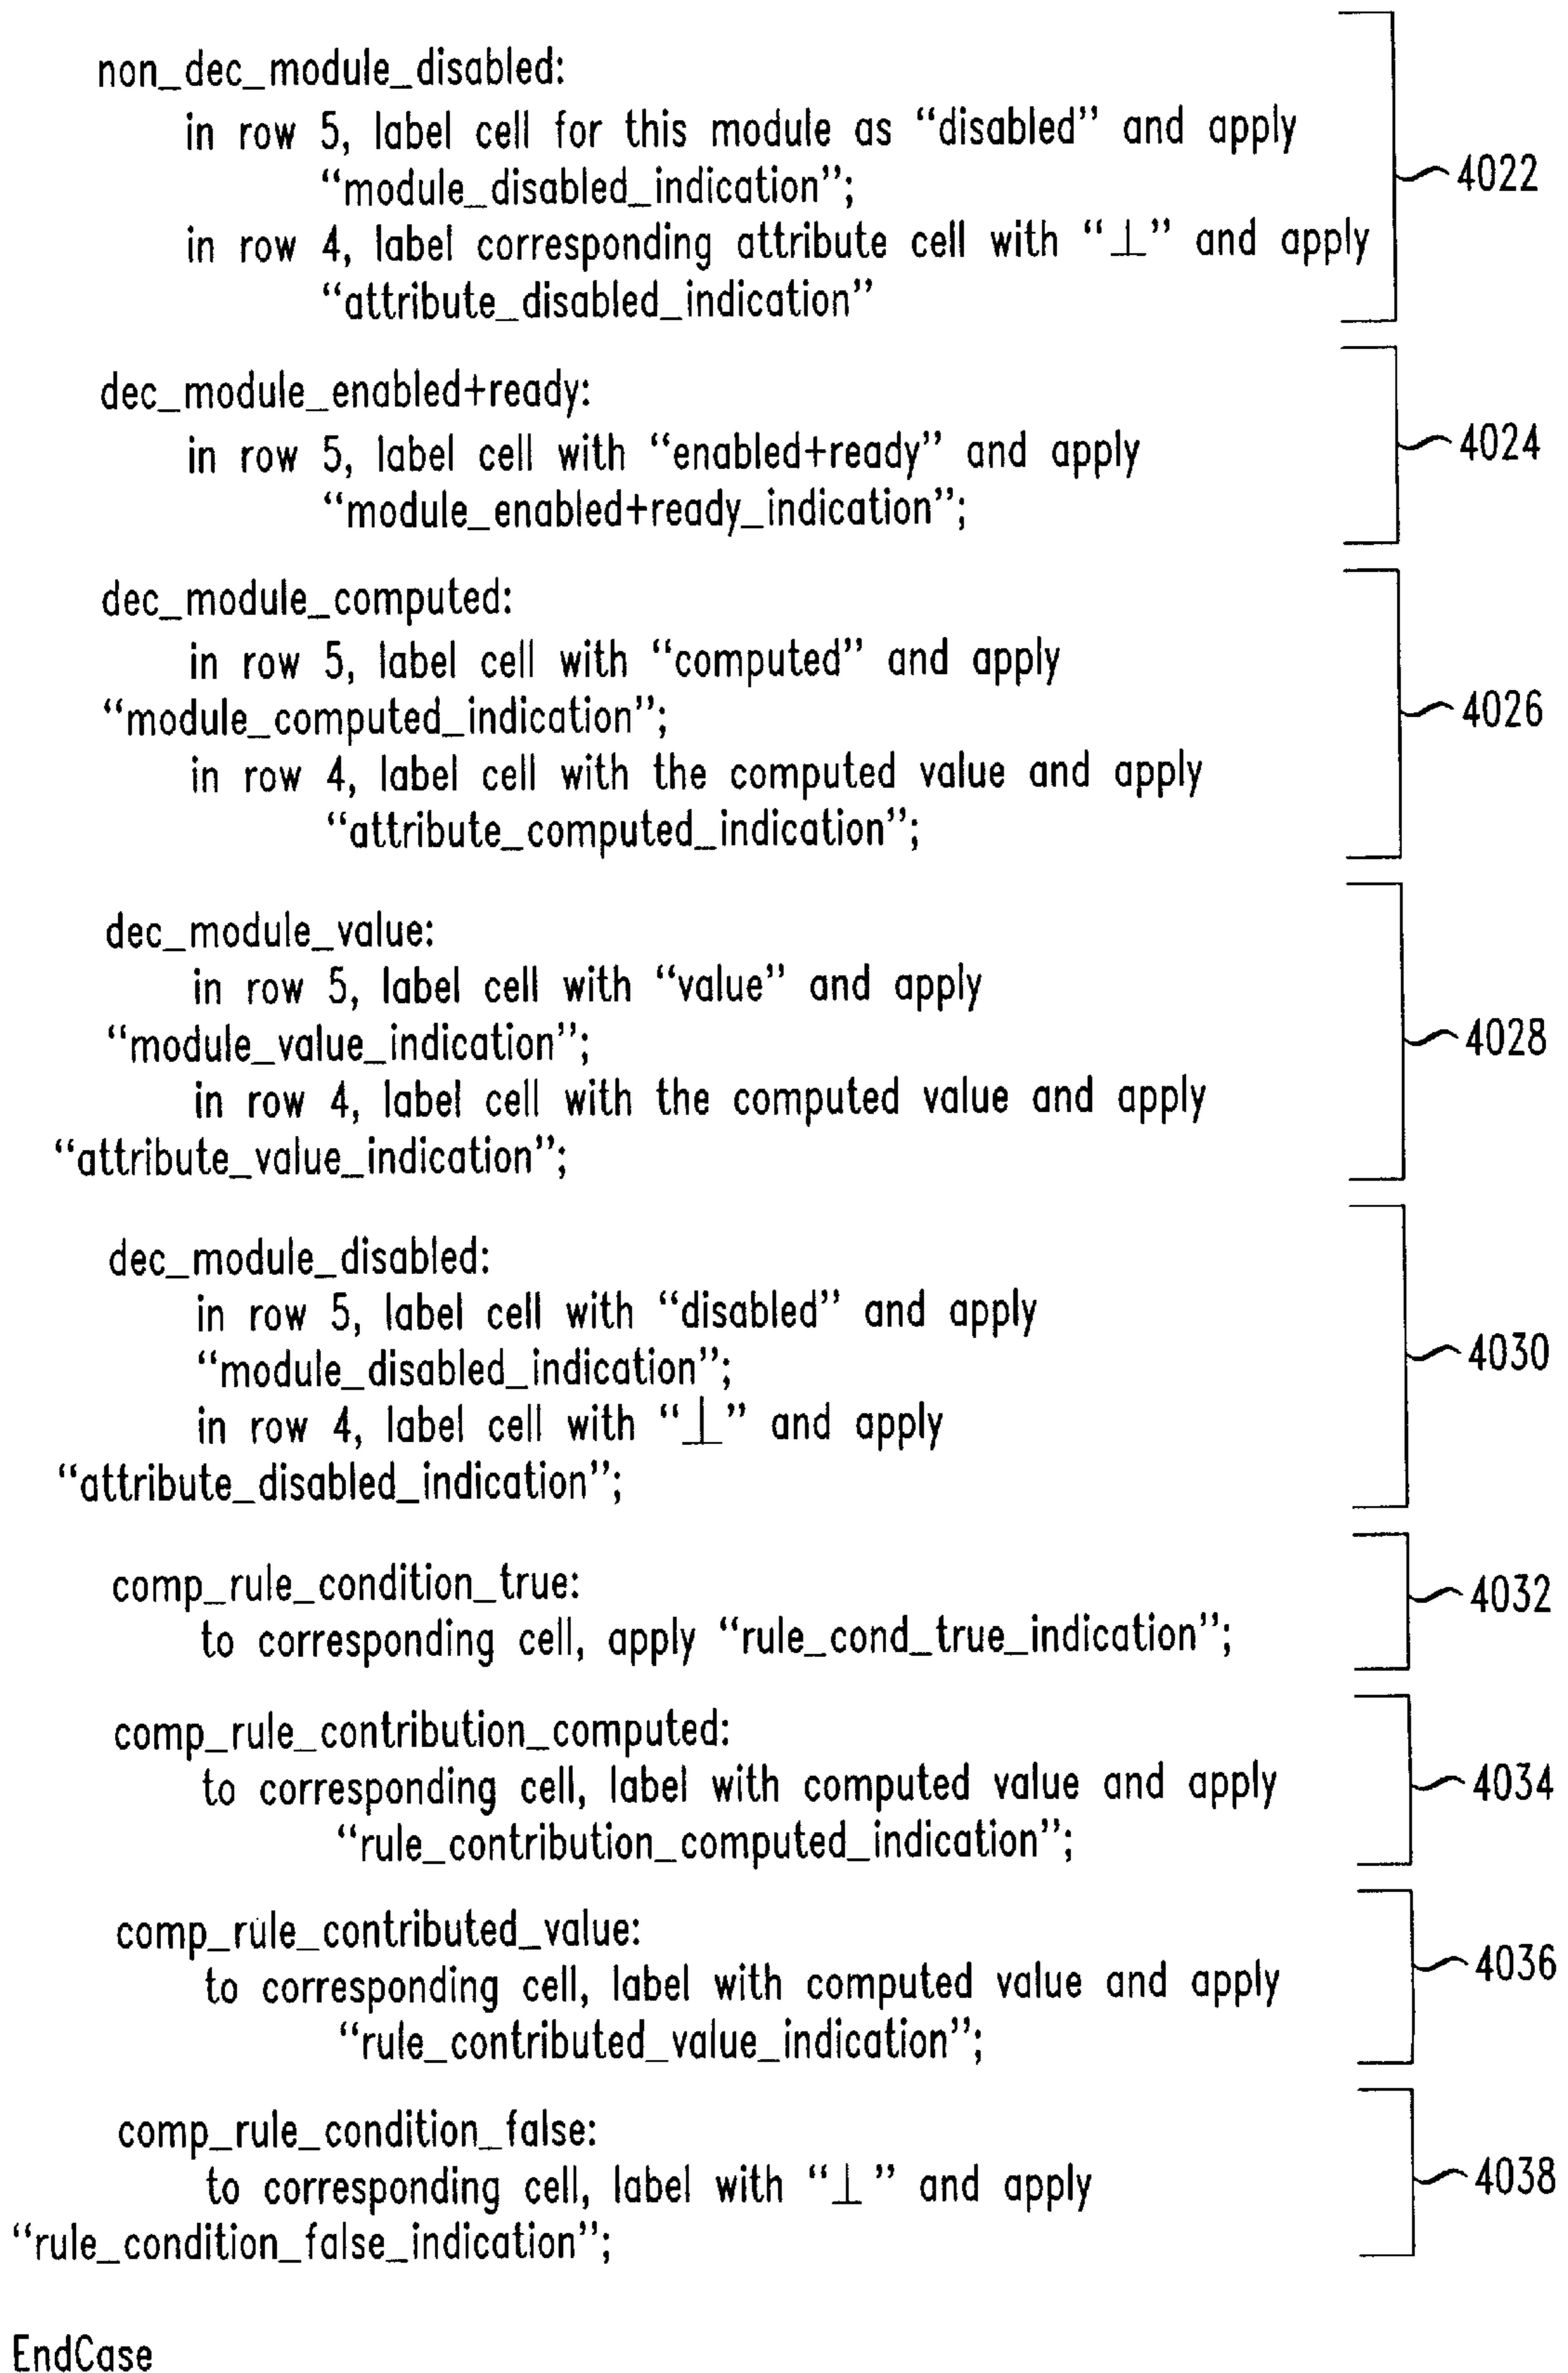 non_dec_module_disabled:
in row 5, label cell for this module as “disabled” and apply
“module_disabled_indication”;
4022
in row 4, label corresponding attribute cell with “⊥” and apply
“attribute_disabled_indication”
dec_module_enabled+ready:
in row 5, label cell with “enabled+ready” and apply
4024
“module_enabled+ready_indication”;
dec_module_computed:
in row 5, label cell with “computed” and apply
“module_computed_indication”;
4026
in row 4, label cell with the computed value and apply
“attribute_computed_indication”;
dec_module_value:
in row 5, label cell with “value” and apply
“module_value_indication”;
4028
in row 4, label cell with the computed value and apply
“attribute_value_indication”;
dec_module_disabled:
in row 5, label cell with “disabled” and apply
“module_disabled_indication”;
4030
in row 4, label cell with “⊥” and apply
“attribute_disabled_indication”;
comp_rule_condition_true:
4032
to corresponding cell, apply “rule_cond_true_indication”;
comp_rule_contribution_computed:
to corresponding cell, label with computed value and apply
4034
“rule_contribution_computed_indication”;
comp_rule_contributed_value:
4036
to corresponding cell, label with computed value and apply
“rule_contributed_value_indication”;
comp_rule_condition_false:
to corresponding cell, label with “⊥” and apply
4038
“rule_condition_false_indication”;
EndCase